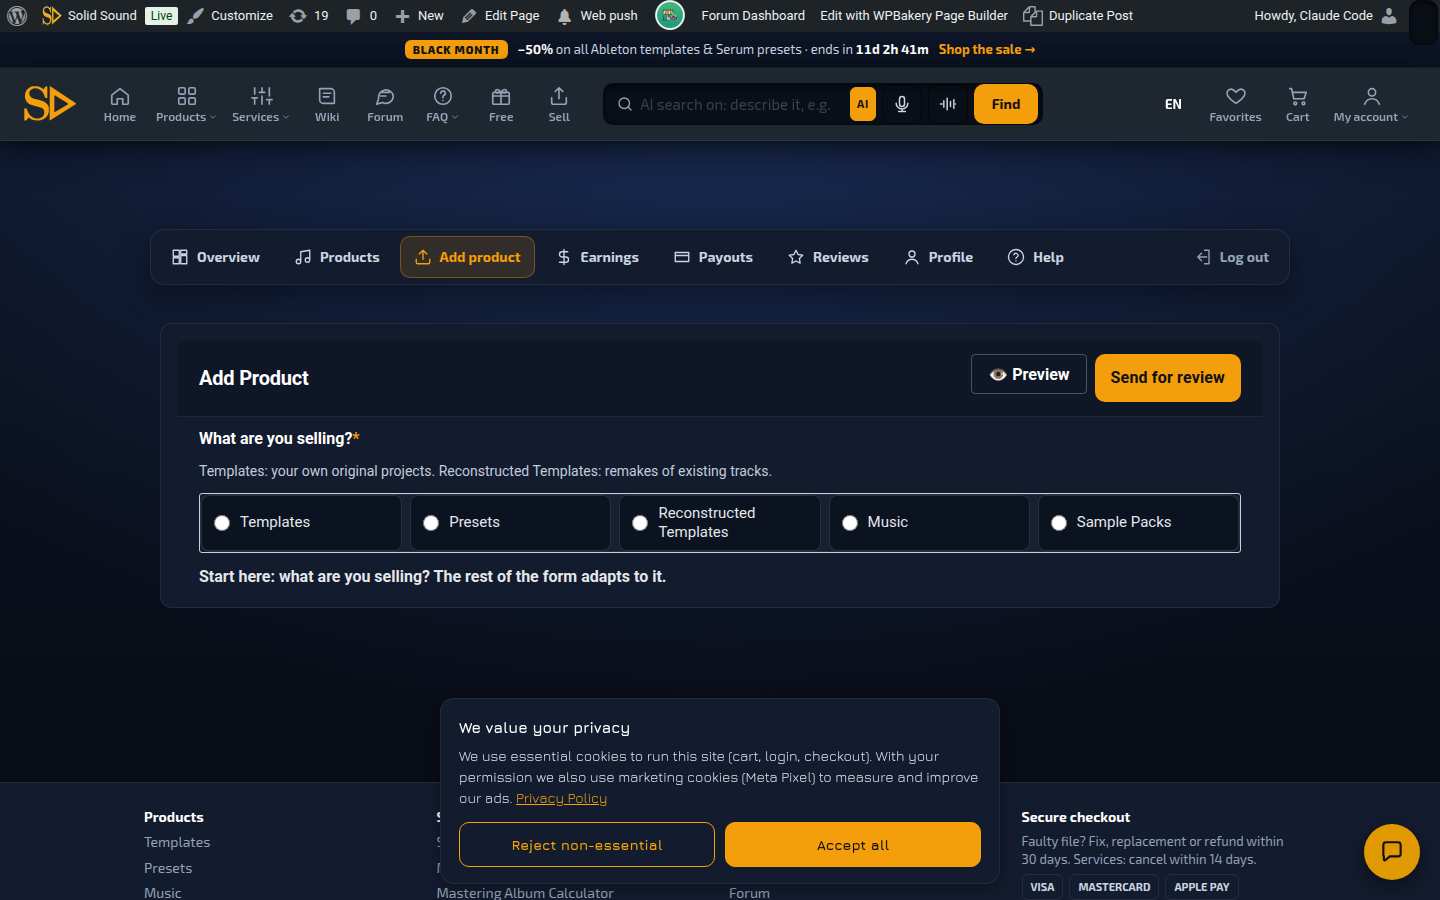 Solid Sound Live Customize 19 0 New Edit Page Web push Forum Dashboard Edit with WPBakery Page Builder Duplicate Post Howdy, Claude Code
BLACK MONTH −50% on all Ableton templates & Serum presets · ends in 11d 2h 41m Shop the sale →
Home Products Services Wiki Forum FAQ Free Sell
AI search on: describe it, e.g. AI Find
EN Favorites Cart My account
Overview Products Add product Earnings Payouts Reviews Profile Help Log out
Add Product
Preview Send for review
What are you selling?*
Templates: your own original projects. Reconstructed Templates: remakes of existing tracks.
Templates Presets Reconstructed Templates Music Sample Packs
Start here: what are you selling? The rest of the form adapts to it.
We value your privacy
We use essential cookies to run this site (cart, login, checkout). With your
permission we also use marketing cookies (Meta Pixel) to measure and improve
our ads. Privacy Policy
Reject non-essential Accept all
Products
Templates
Presets
Music
Mastering Album Calculator
Forum
Secure checkout
Faulty file? Fix, replacement or refund within
30 days. Services: cancel within 14 days.
VISA MASTERCARD APPLE PAY